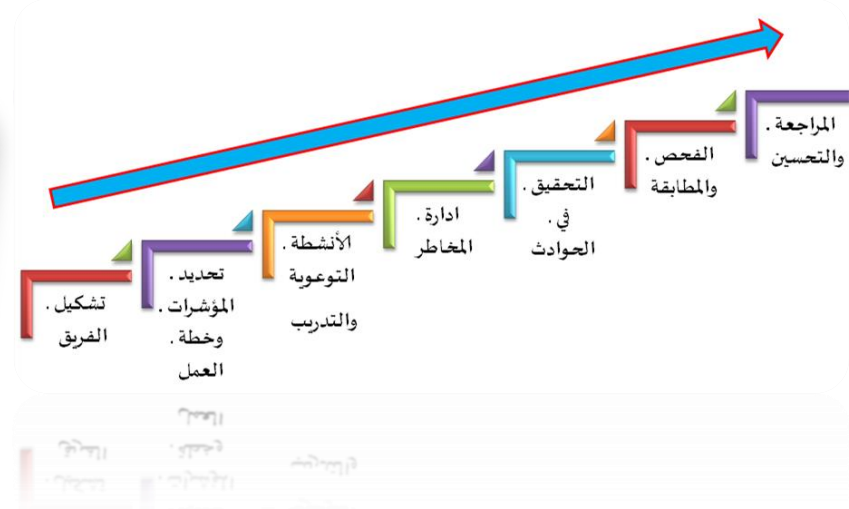 تشكيل .
الفريق
تحديد .
المؤشرات .
وخطة .
العمل
الأنشطة .
التوعوية
والتدريب
ادارة .
المخاطر
التحقيق .
في .
الحوادث
الفحص .
والمطابقة
المراجعة .
والتحسين